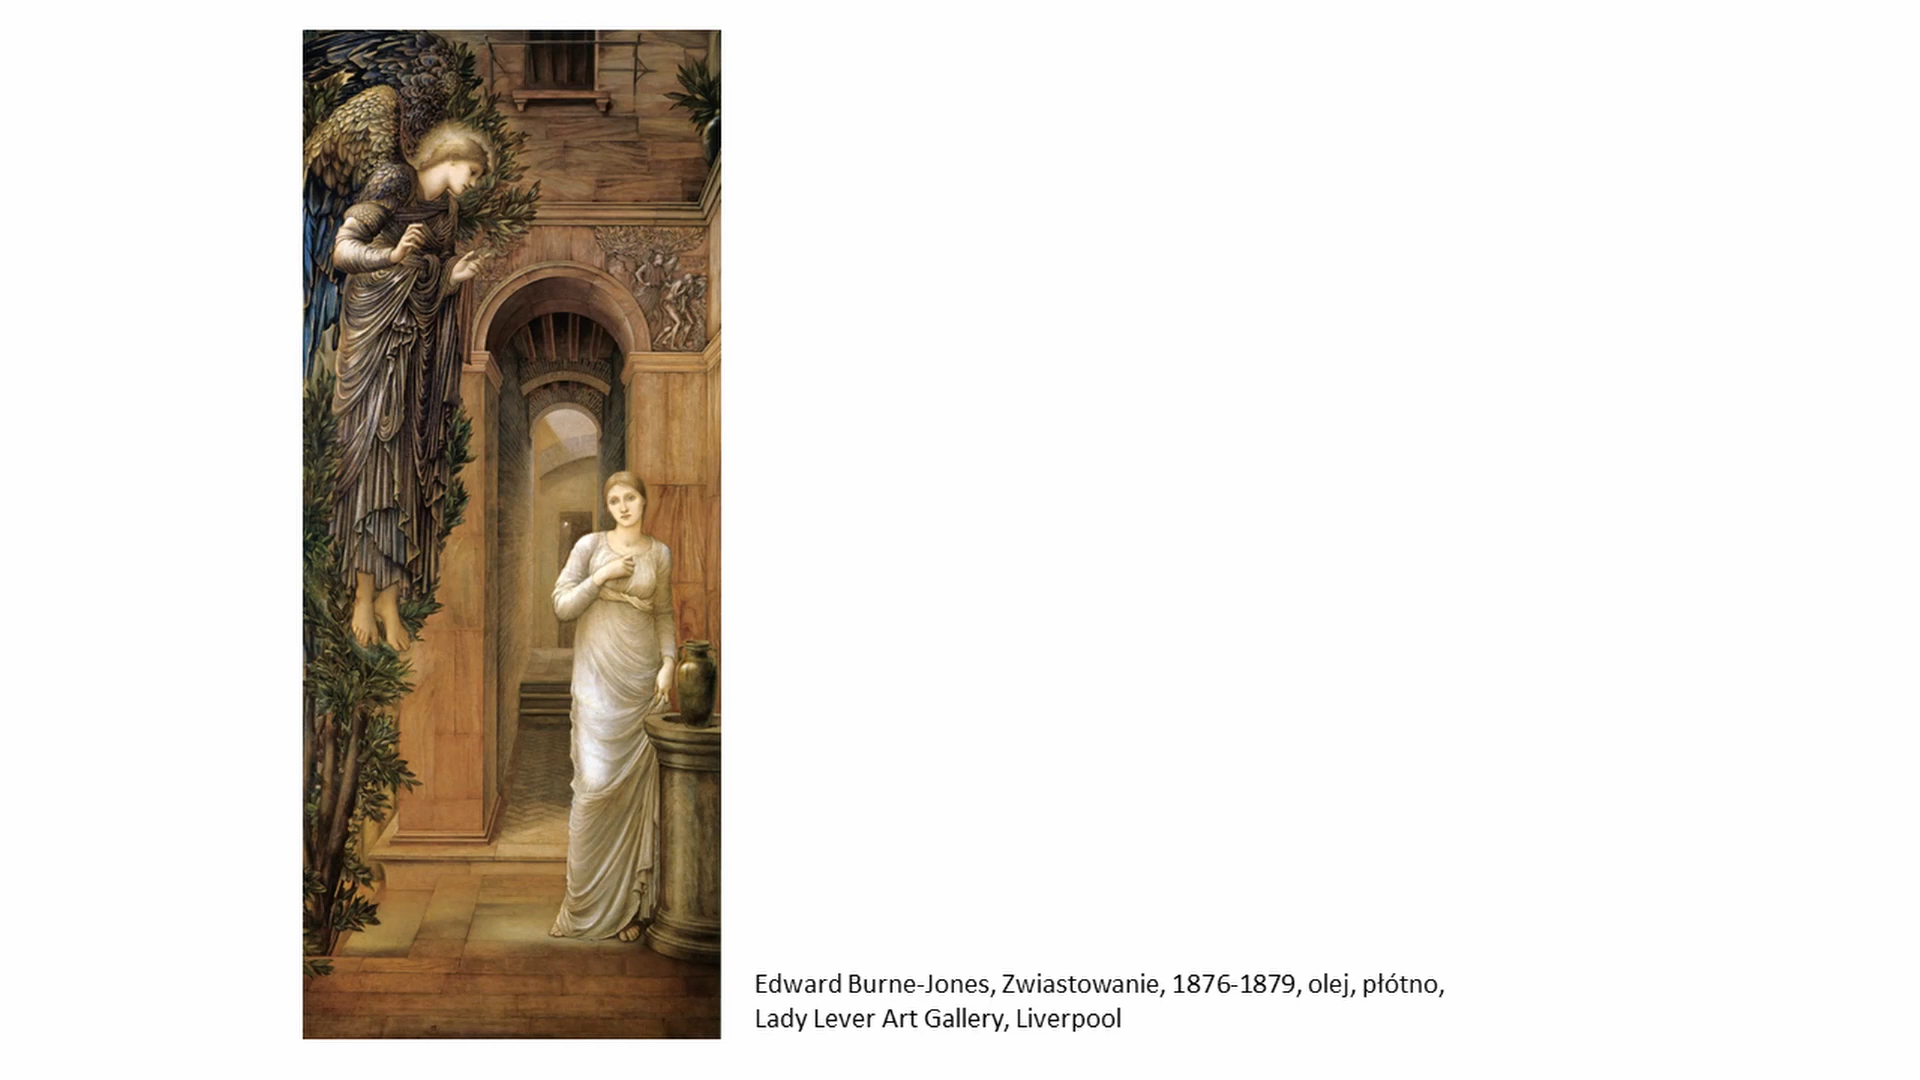 Edward Burne-Jones, Zwiastowanie, 1876-1879, olej, płótno,
Lady Lever Art Gallery, Liverpool